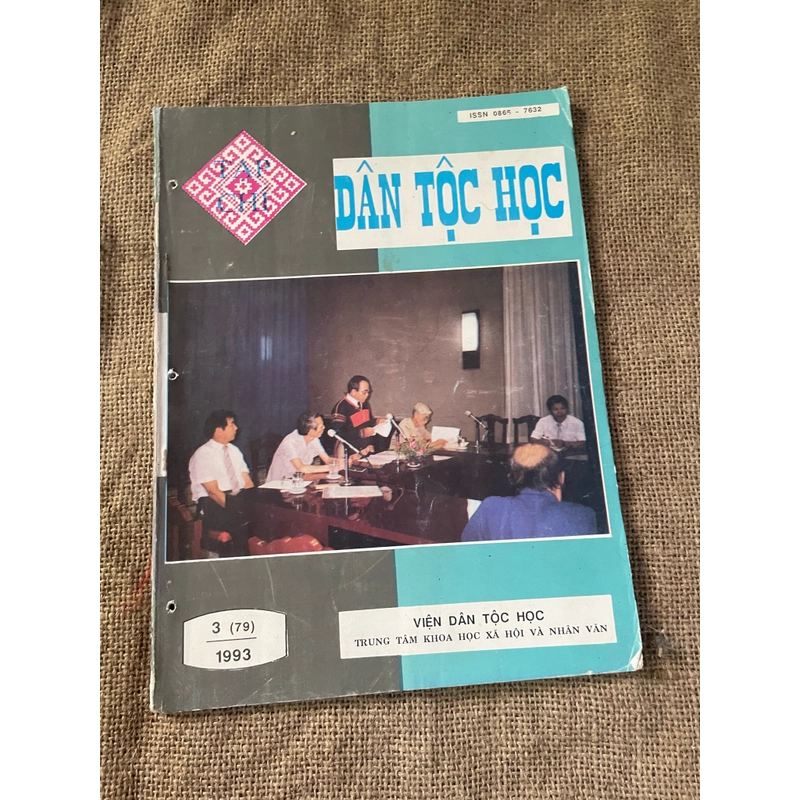 ISSN 0866 - 7632
TẠP
CHÍ
DÂN TỘC HỌC
3 (79)
1993
VIỆN DÂN TỘC HỌC
TRUNG TÂM KHOA HỌC XÃ HỘI VÀ NHÂN VĂN